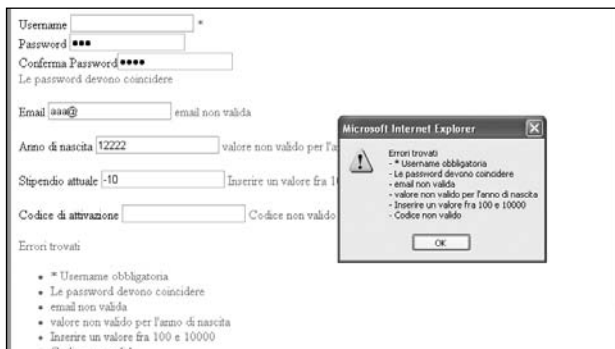 Username *
Password
Conferma Password
Le password devono coincidere
Email aaa@ email non valida
Anno di nascita 12222 valore non valido per l'a
Stipendio attuale -10 Inserire un valore fra 1
Codice di attivazione Codice non valido
Errori trovati
* Username obbligatoria
Le password devono coincidere
email non valida
valore non valido per l'anno di nascita
Inserire un valore fra 100 e 10000
Microsoft Internet Explorer
Errori trovati
- * Username obbligatoria
- Le password devono coincidere
- email non valida
- valore non valido per l'anno di nascita
- Inserire un valore fra 100 e 10000
- Codice non valido
OK